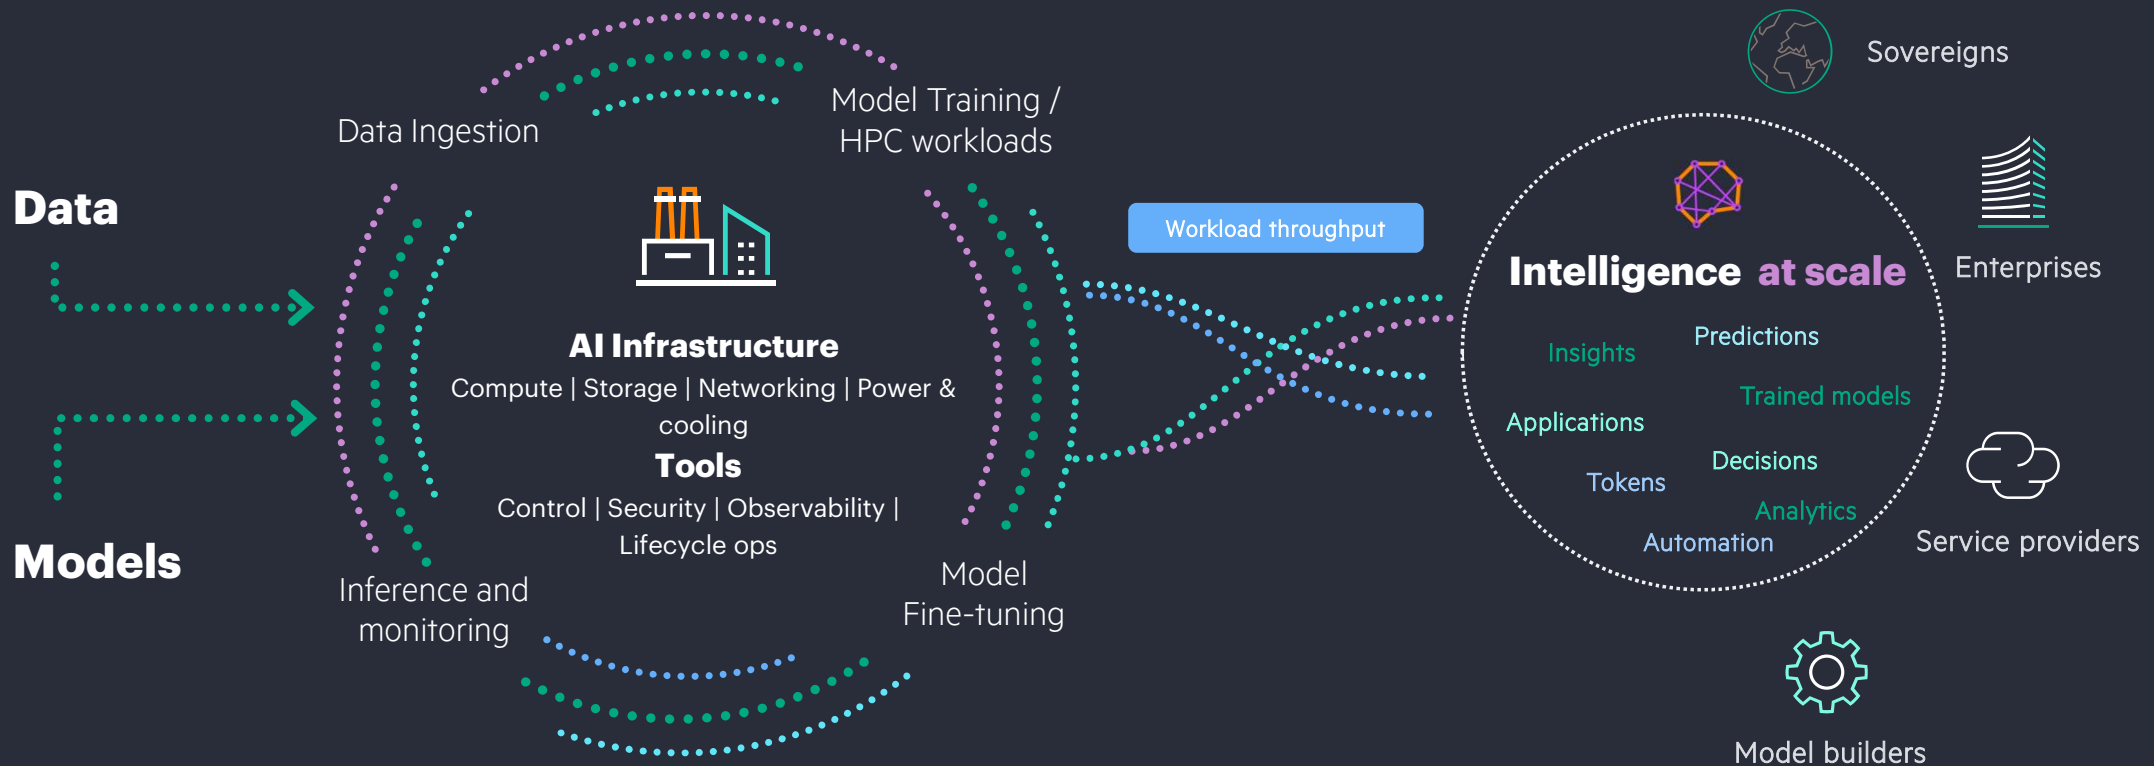 Data
Models
Data Ingestion
Model Training /
HPC workloads
AI Infrastructure
Compute | Storage | Networking | Power &
cooling
Tools
Control | Security | Observability |
Lifecycle ops
Inference and
monitoring
Model
Fine-tuning
Workload throughput
Intelligence at scale
Predictions
Insights
Trained models
Applications
Decisions
Tokens
Analytics
Automation
Sovereigns
Enterprises
Service providers
Model builders